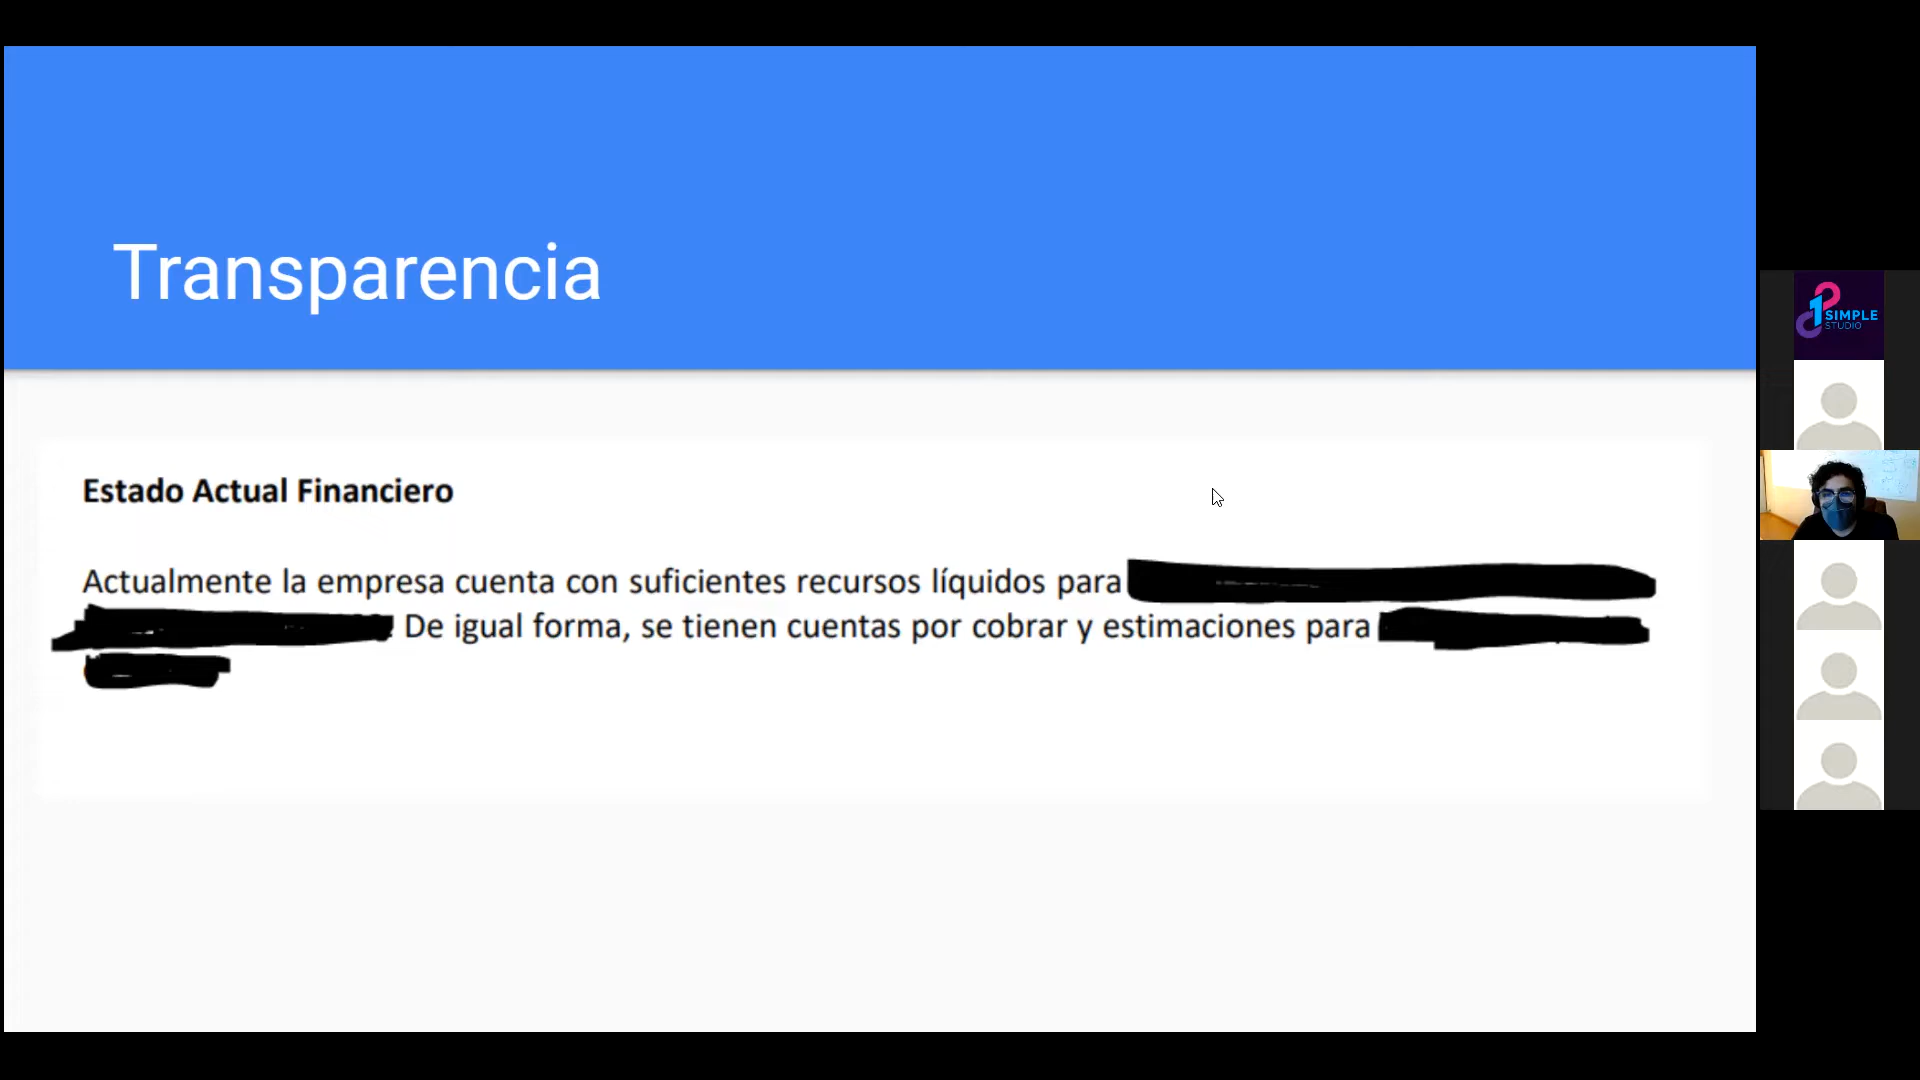 Transparencia
SIMPLE
STUDIO
Estado Actual Financiero
Actualmente la empresa cuenta con suficientes recursos líquidos para
De igual forma, se tienen cuentas por cobrar y estimaciones para